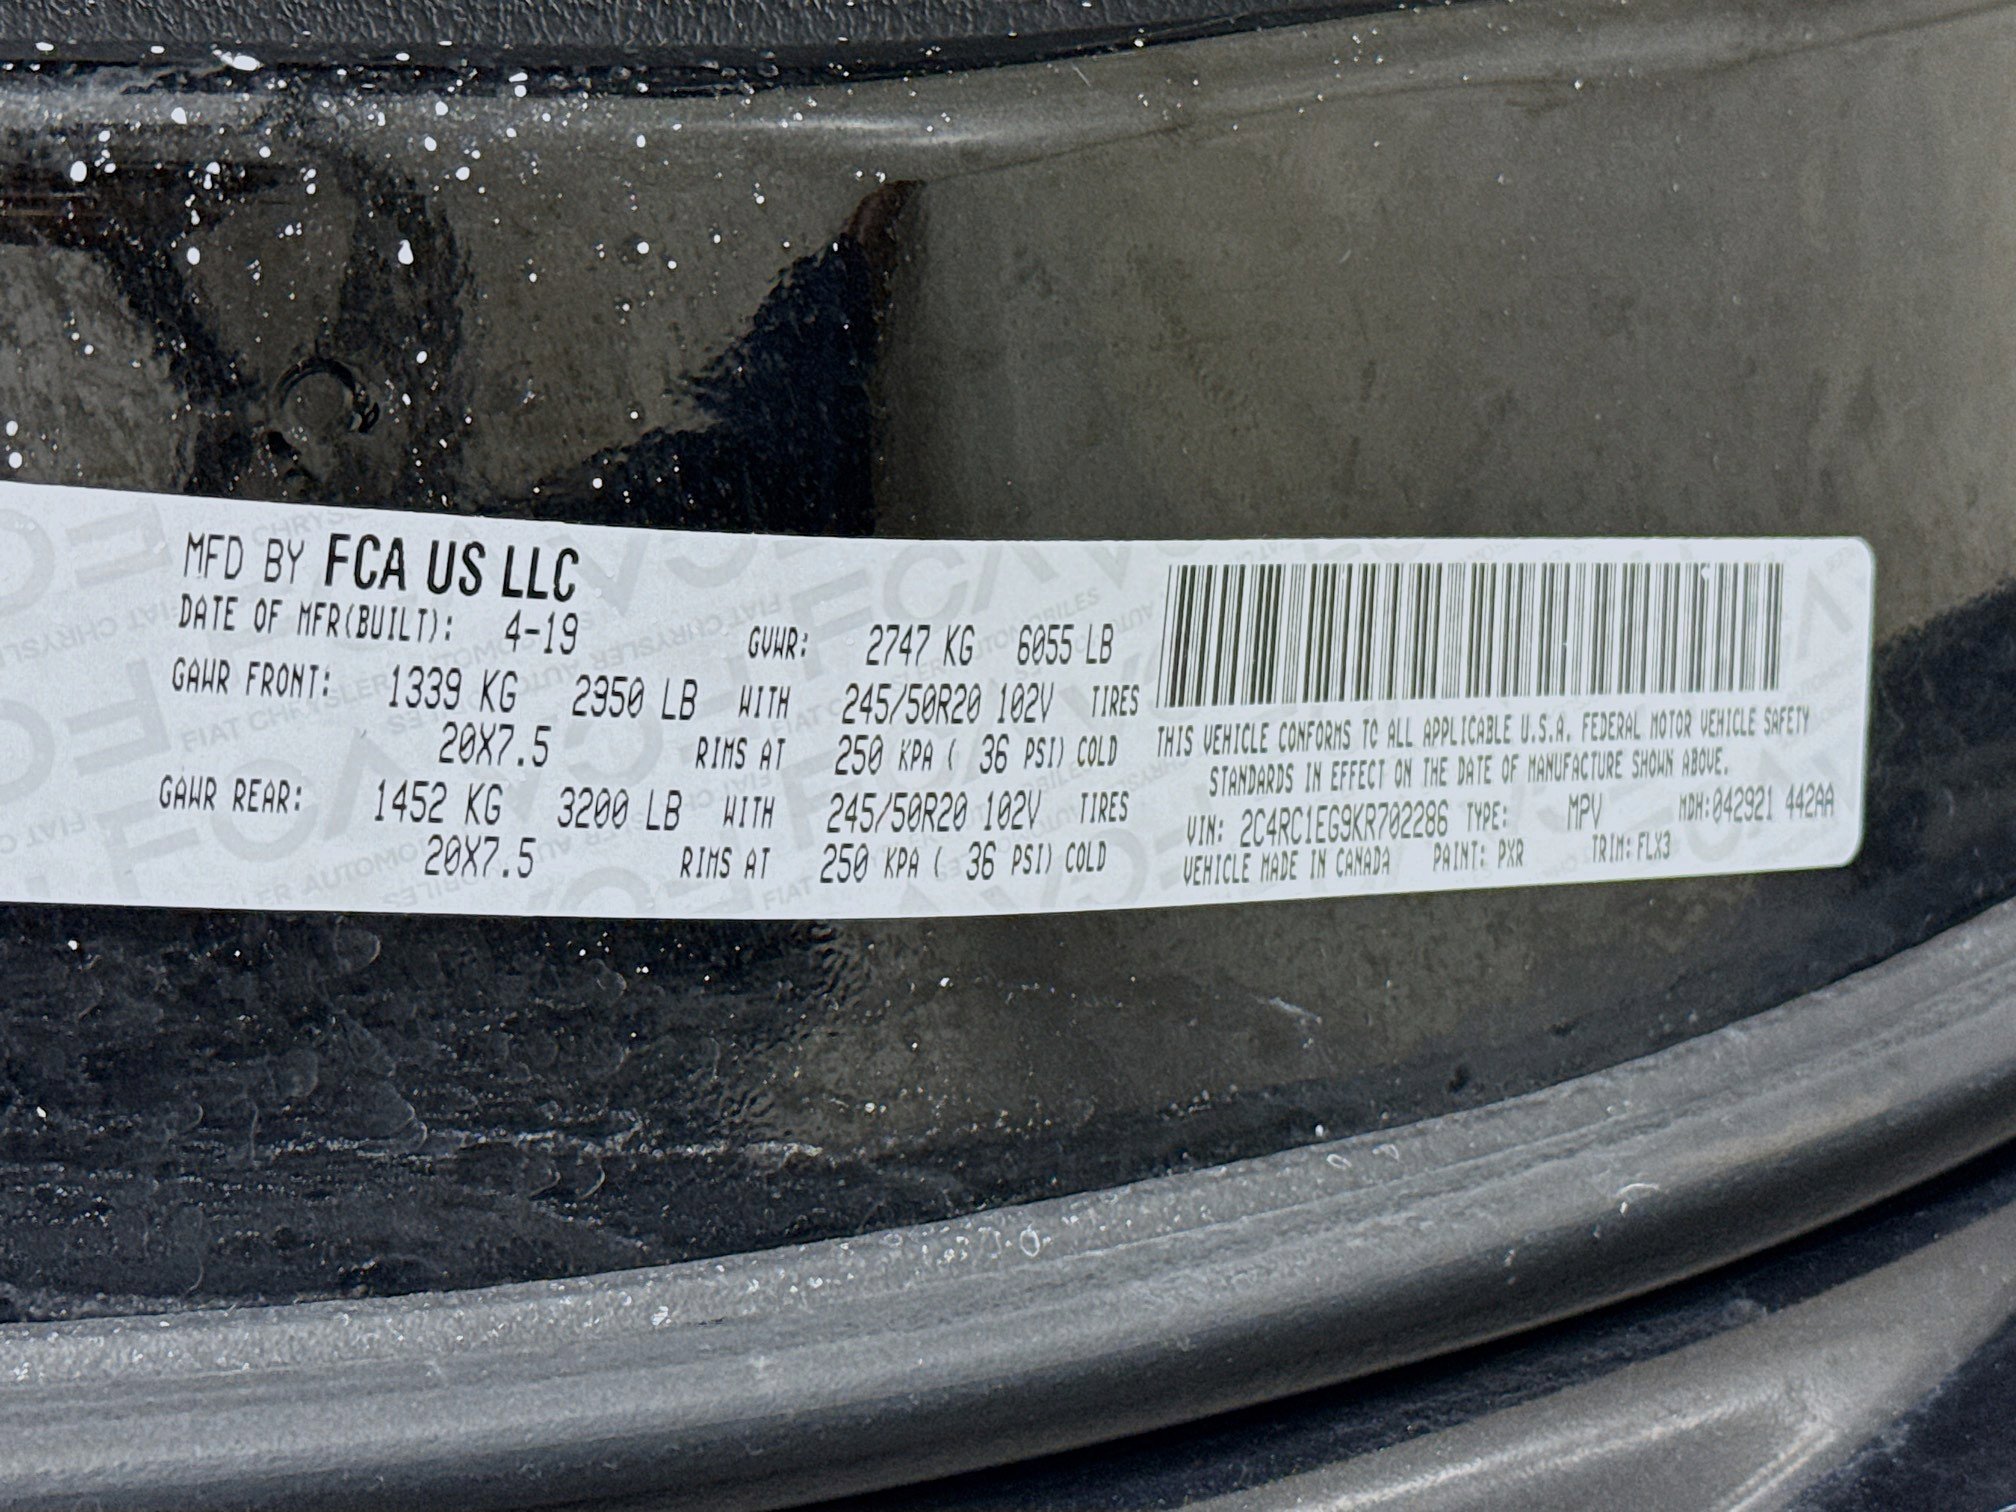 MFD BY FCA US LLC
DATE OF MFR(BUILT): 4-19 GVWR: 2747 KG 6055 LB
GAWR FRONT: 1339 KG 2950 LB WITH 245/50R20 102V TIRES
20X7.5 RIMS AT 250 KPA ( 36 PSI) COLD
GAWR REAR: 1452 KG 3200 LB WITH 245/50R20 102V TIRES
20X7.5 RIMS AT 250 KPA ( 36 PSI) COLD
THIS VEHICLE CONFORMS TO ALL APPLICABLE U.S.A. FEDERAL MOTOR VEHICLE SAFETY
STANDARDS IN EFFECT ON THE DATE OF MANUFACTURE SHOWN ABOVE.
VIN: 2C4RC1EG9KR702286 TYPE: MPV MDH:042921 442AA
VEHICLE MADE IN CANADA PAINT: PXR TRIM: FLX3